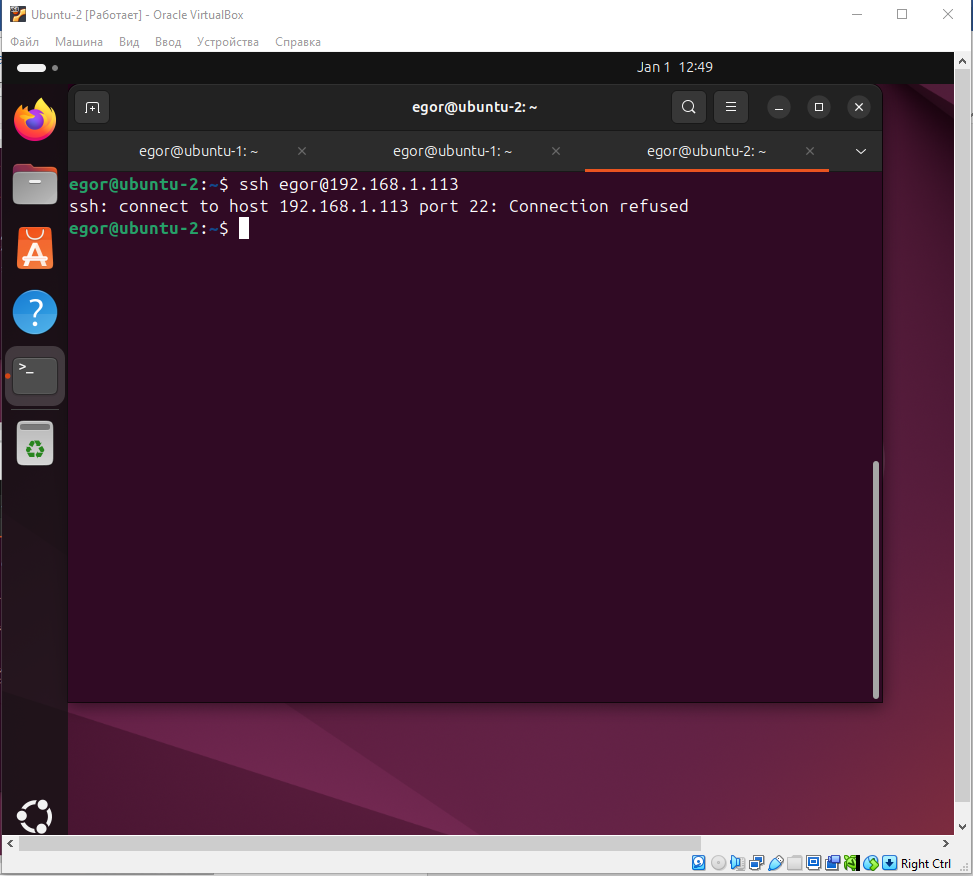 Ubuntu-2 [Работает] - Oracle VirtualBox
Файл Машина Вид Ввод Устройства Справка
Jan 1 12:49
egor@ubuntu-2: ~
egor@ubuntu-1: ~ egor@ubuntu-1: ~ egor@ubuntu-2: ~
egor@ubuntu-2:~$ ssh egor@192.168.1.113
ssh: connect to host 192.168.1.113 port 22: Connection refused
egor@ubuntu-2:~$
Right Ctrl